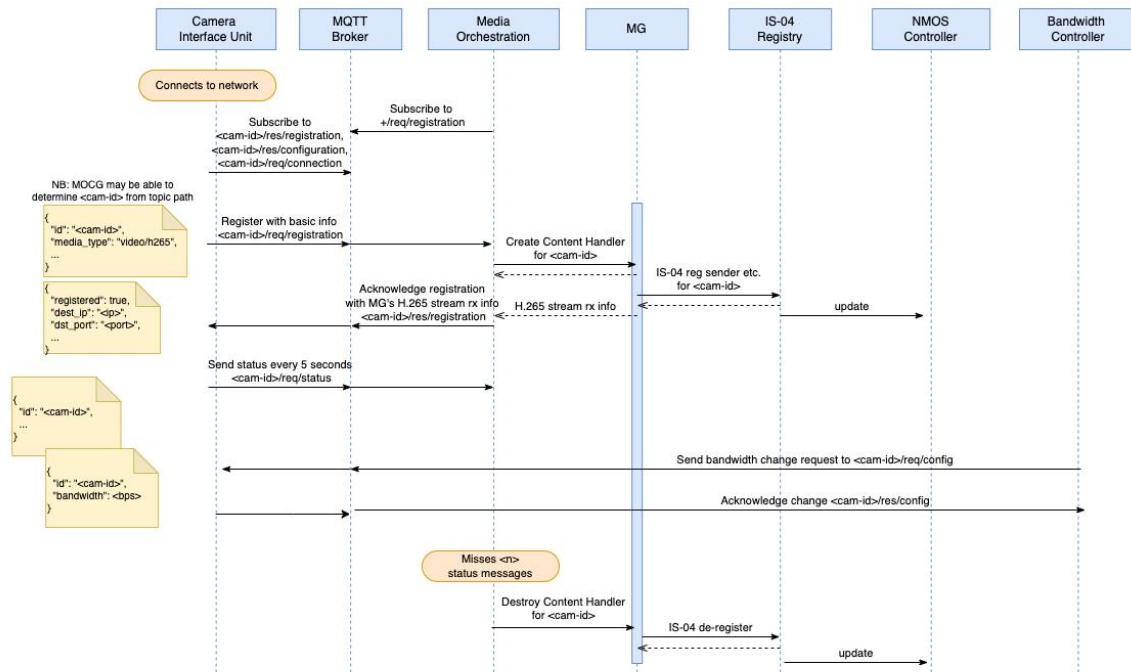 Camera
Interface Unit
MQTT
Broker
Media
Orchestration
MG
IS-04
Registry
NMOS
Controller
Bandwidth
Controller
Connects to network
Subscribe to
+/req/registration
Subscribe to
<cam-id>/res/registration,
<cam-id>/res/configuration,
<cam-id>/req/connection
NB: MOCG may be able to
determine <cam-id> from topic path
{
"id": "<cam-id>",
"media_type": "video/h265",
...
}
Register with basic info
<cam-id>/req/registration
Create Content Handler
for <cam-id>
IS-04 reg sender etc.
for <cam-id>
{
"registered": true,
"dest_ip": "<ip>",
"dst_port": "<port>",
...
}
Acknowledge registration
with MG's H.265 stream rx info
<cam-id>/res/registration
H.265 stream rx info
update
Send status every 5 seconds
<cam-id>/req/status
{
"id": "<cam-id>",
...
}
Send bandwidth change request to <cam-id>/req/config
{
"id": "<cam-id>",
"bandwidth": <bps>
}
Acknowledge change <cam-id>/res/config
Misses <n>
status messages
Destroy Content Handler
for <cam-id>
IS-04 de-register
update